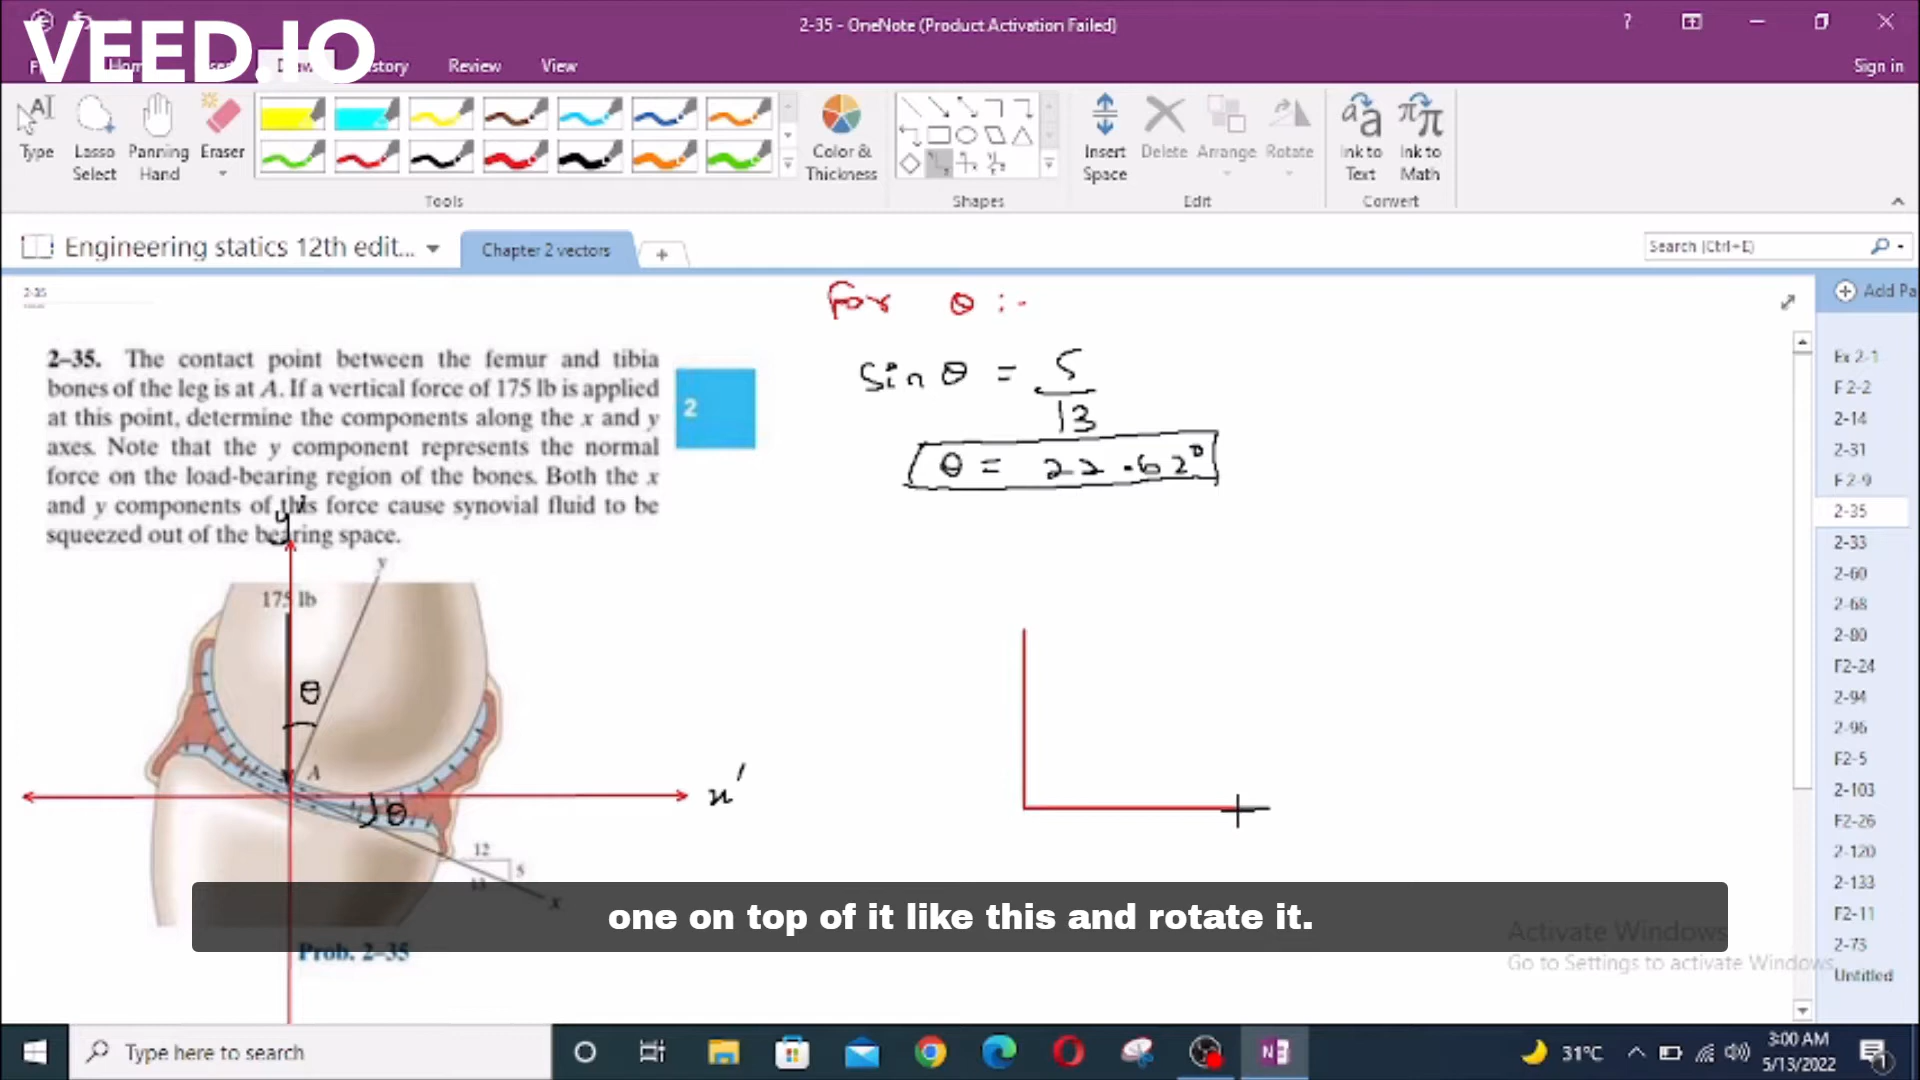 VEED.IO
2-35 - OneNote (Product Activation Failed)
?
Draw
story
Review
View
Sign in
Type
Lasso Select
Panning Hand
Eraser
Color & Thickness
Insert Space
Delete
Arrange
Rotate
Ink to Text
Ink to Math
Tools
Shapes
Edit
Convert
Engineering statics 12th edit...
Chapter 2 vectors
Search (Ctrl+E)
2-35
Add Pa
For θ :-
sin θ = 5/13
θ = 22.62°
2–35. The contact point between the femur and tibia
bones of the leg is at A. If a vertical force of 175 lb is applied
at this point, determine the components along the x and y
axes. Note that the y component represents the normal
force on the load-bearing region of the bones. Both the x
and y components of this force cause synovial fluid to be
squeezed out of the bearing space.
2
y'
y
175 lb
θ
A
θ
x'
12
5
13
x
Prob. 2–35
one on top of it like this and rotate it.
Activate Windows
Go to Settings to activate Windows.
Ex 2-1
F 2-2
2-14
2-31
F 2-9
2-35
2-33
2-60
2-68
2-80
F2-24
2-94
2-96
F2-5
2-103
F2-26
2-120
2-133
F2-11
2-73
Untitled
Type here to search
31°C
3:00 AM
5/13/2022
1